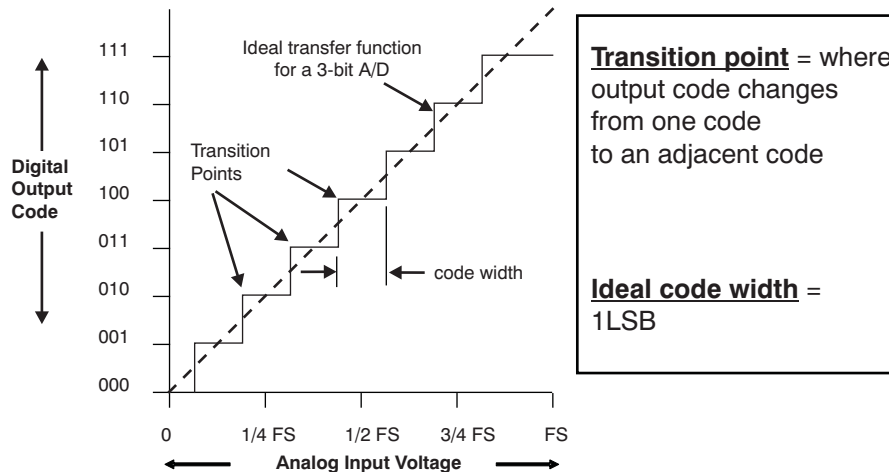 Ideal transfer function
for a 3-bit A/D
111
110
101
100
011
010
001
000
Digital
Output
Code
Transition
Points
code width
0
1/4 FS
1/2 FS
3/4 FS
FS
Analog Input Voltage
Transition point = where
output code changes
from one code
to an adjacent code
Ideal code width =
1LSB